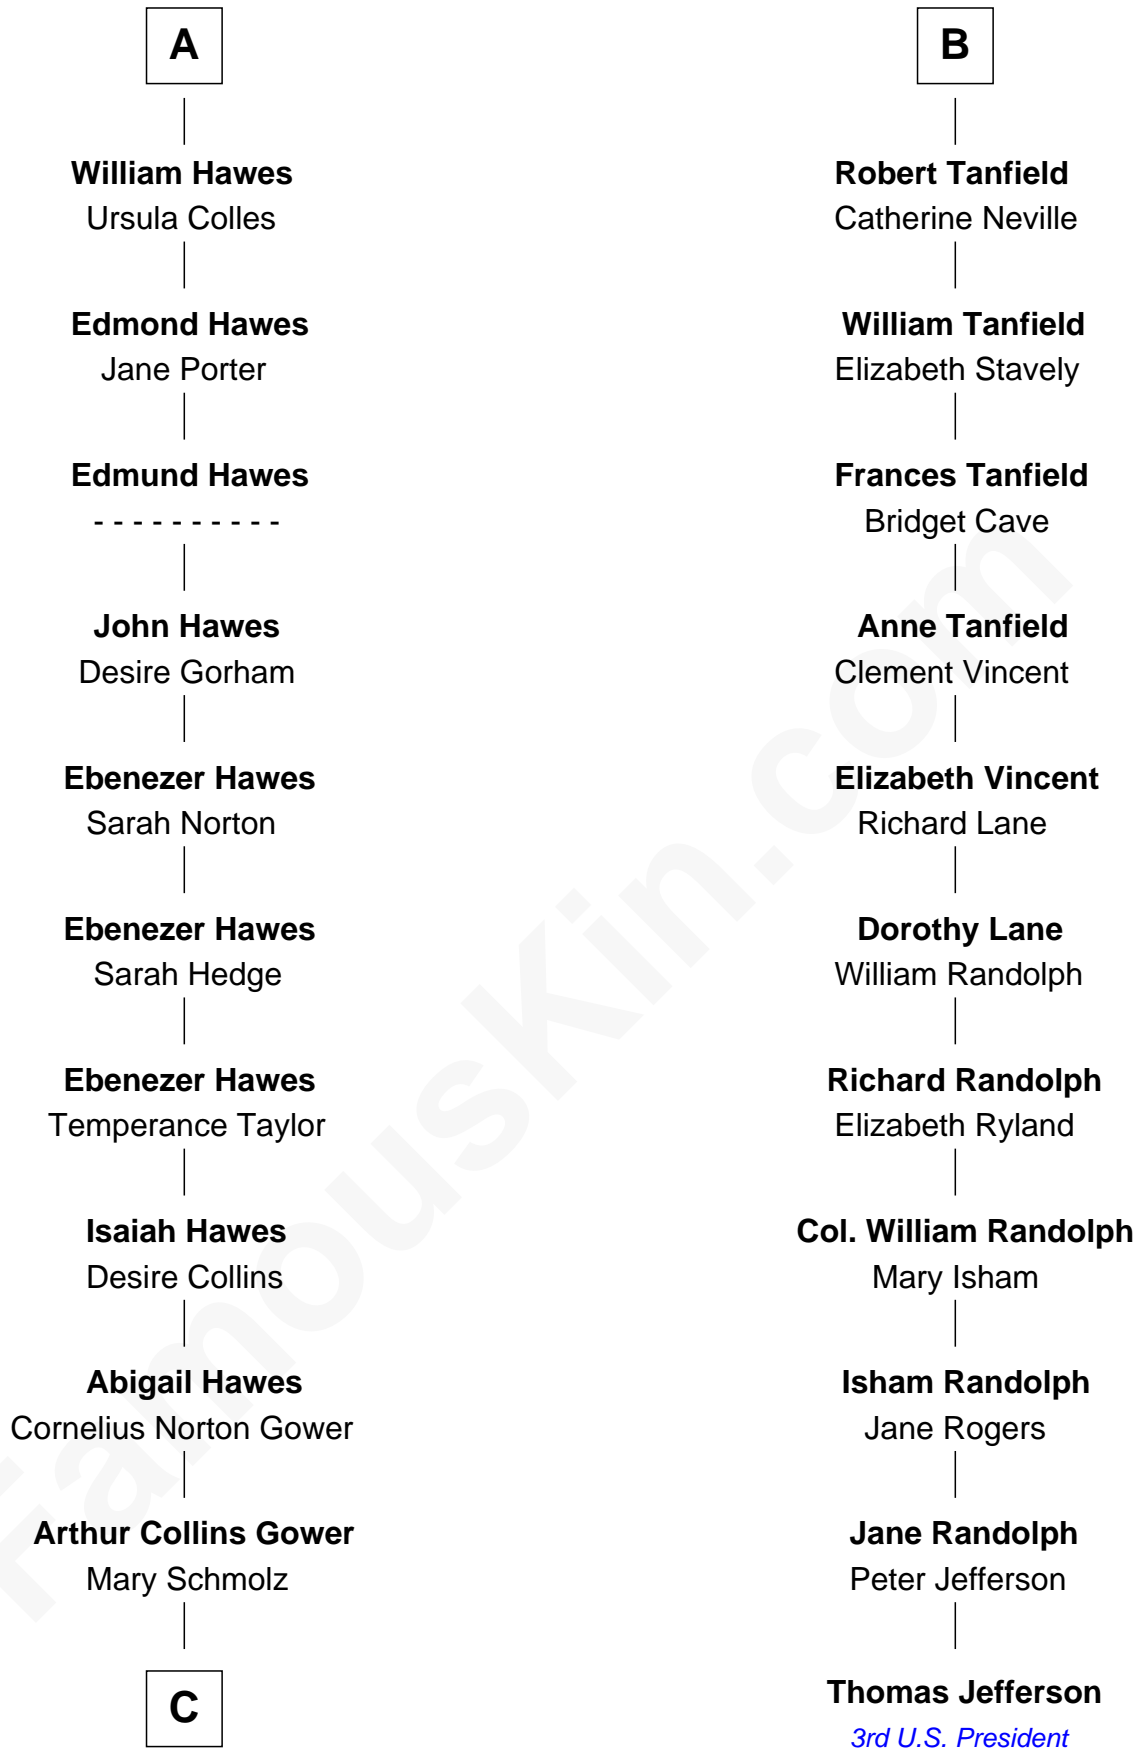 A
William Hawes
Ursula Colles
Edmond Hawes
Jane Porter
Edmund Hawes
- - - - - - - - - -
John Hawes
Desire Gorham
Ebenezer Hawes
Sarah Norton
Ebenezer Hawes
Sarah Hedge
Ebenezer Hawes
Temperance Taylor
Isaiah Hawes
Desire Collins
Abigail Hawes
Cornelius Norton Gower
Arthur Collins Gower
Mary Schmolz
C
B
Robert Tanfield
Catherine Neville
William Tanfield
Elizabeth Stavely
Frances Tanfield
Bridget Cave
Anne Tanfield
Clement Vincent
Elizabeth Vincent
Richard Lane
Dorothy Lane
William Randolph
Richard Randolph
Elizabeth Ryland
Col. William Randolph
Mary Isham
Isham Randolph
Jane Rogers
Jane Randolph
Peter Jefferson
Thomas Jefferson
3rd U.S. President
FamousKin.com